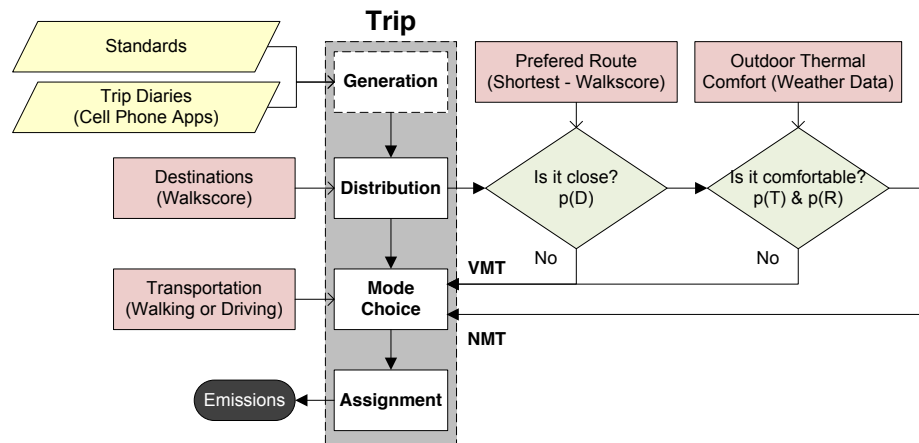 Trip
Standards
Trip Diaries
(Cell Phone Apps)
Generation
Prefered Route
(Shortest - Walkscore)
Outdoor Thermal
Comfort (Weather Data)
Destinations
(Walkscore)
Distribution
Is it close?
p(D)
Is it comfortable?
p(T) & p(R)
No
No
VMT
Transportation
(Walking or Driving)
Mode
Choice
NMT
Emissions
Assignment